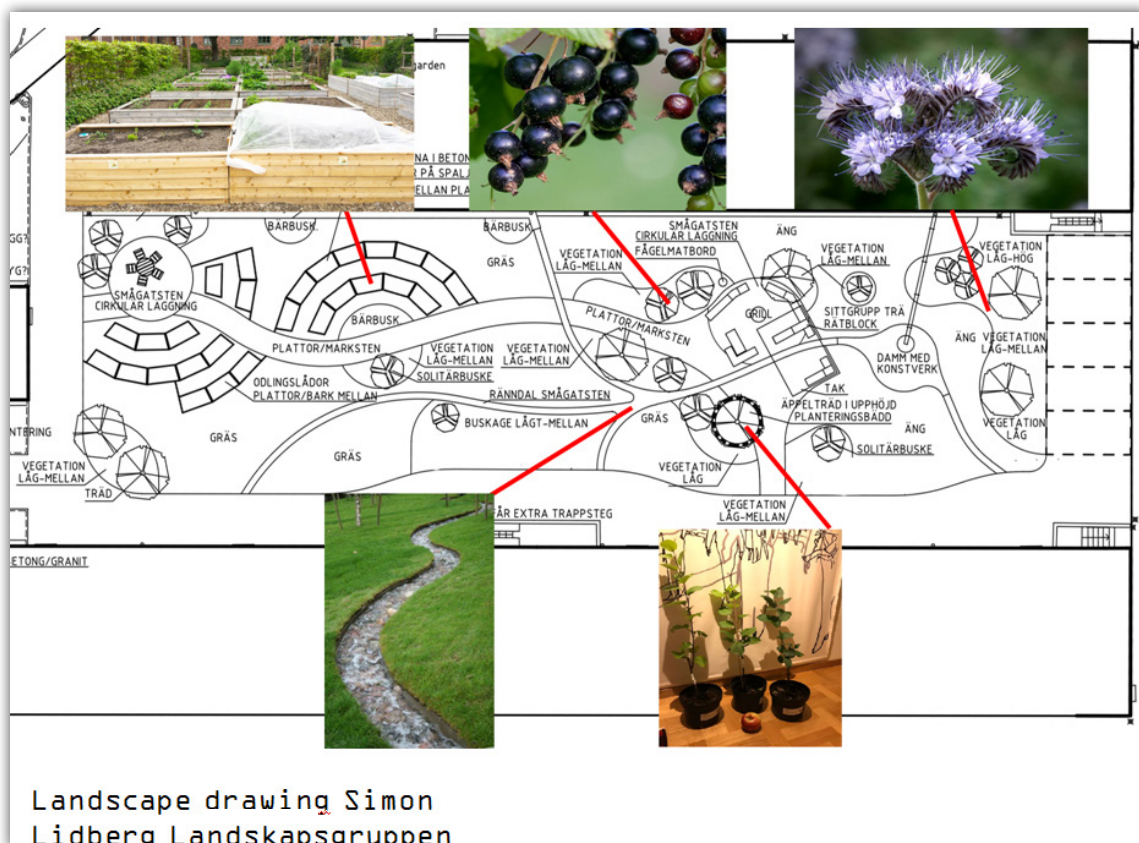 garden
NA I BETON
R PÅ SPALJ
MELLAN PLA
GG?
YG?
BÄRBUSK.
BÄRBUSK
GRÄS
VEGETATION
LÅG-MELLAN
SMÅGATSTEN
CIRKULÄR LÄGGNING
FÅGELMATBORD
ÄNG
VEGETATION
LÅG-MELLAN
VEGETATION
LÅG-HÖG
SMÅGATSTEN
CIRKULÄR LÄGGNING
BÄRBUSK
PLATTOR/MARKSTEN
PLATTOR/MARKSTEN
GRILL
SITTGRUPP TRÄ
RÄTBLOCK
VEGETATION
LÅG-MELLAN
SOLITÄRBUSKE
VEGETATION
LÅG-MELLAN
DAMM MED
KONSTVERK
ÄNG
VEGETATION
LÅG-MELLAN
ODLINGSLÅDOR
PLATTOR/BARK MELLAN
RÄNNDAL SMÅGATSTEN
TAK
ÄPPELTRÄD I UPPHÖJD
PLANTERINGSBÄDD
BUSKAGE LÅGT-MELLAN
GRÄS
ÄNG
VEGETATION
LÅG
NTERING
GRÄS
GRÄS
SOLITÄRBUSKE
VEGETATION
LÅG-MELLAN
TRÄD
VEGETATION
LÅG
VEGETATION
LÅG-MELLAN
ÅR EXTRA TRAPPSTEG
ETONG/GRANIT
Landscape drawing Simon
Lidberg Landskapsgruppen